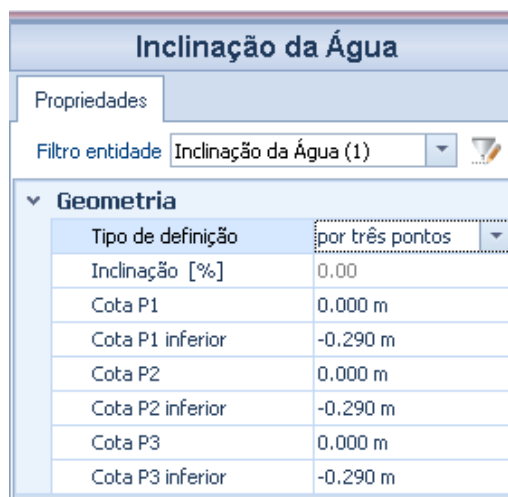 Inclinação da Água
Propriedades
Filtro entidade Inclinação da Água (1)
Geometria
Tipo de definição por três pontos
Inclinação [%] 0.00
Cota P1 0.000 m
Cota P1 inferior -0.290 m
Cota P2 0.000 m
Cota P2 inferior -0.290 m
Cota P3 0.000 m
Cota P3 inferior -0.290 m